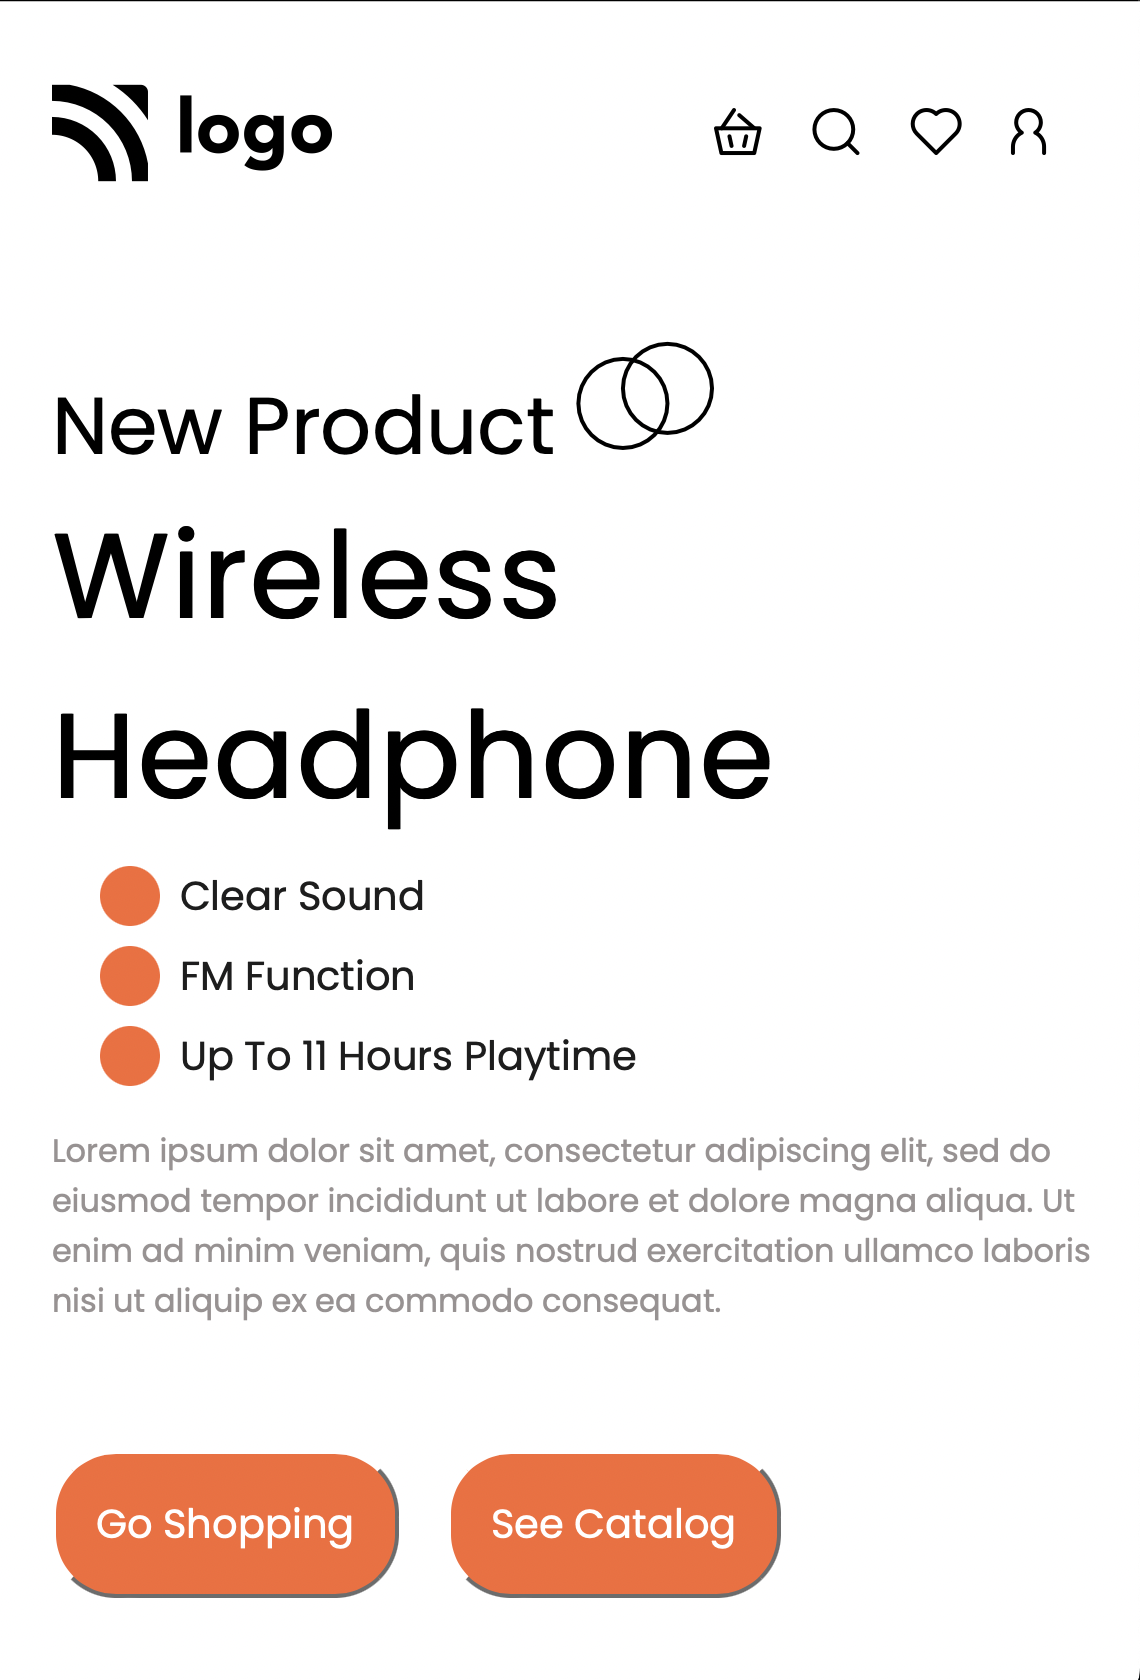 logo
New Product
Wireless
Headphone
Clear Sound
FM Function
Up To 11 Hours Playtime
Lorem ipsum dolor sit amet, consectetur adipiscing elit, sed do
eiusmod tempor incididunt ut labore et dolore magna aliqua. Ut
enim ad minim veniam, quis nostrud exercitation ullamco laboris
nisi ut aliquip ex ea commodo consequat.
Go Shopping
See Catalog